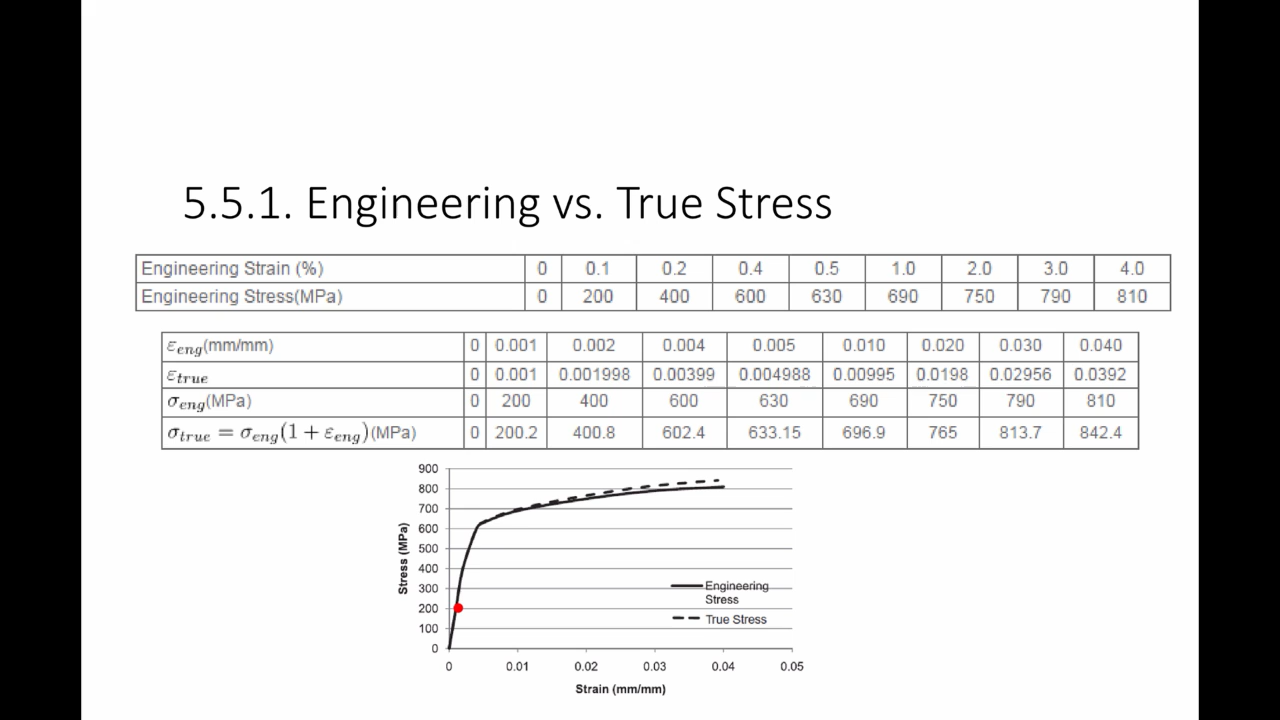 5.5.1. Engineering vs. True Stress
Engineering Strain (%) 0 0.1 0.2 0.4 0.5 1.0 2.0 3.0 4.0
Engineering Stress(MPa) 0 200 400 600 630 690 750 790 810
εeng(mm/mm) 0 0.001 0.002 0.004 0.005 0.010 0.020 0.030 0.040
εtrue 0 0.001 0.001998 0.00399 0.004988 0.00995 0.0198 0.02956 0.0392
σeng(MPa) 0 200 400 600 630 690 750 790 810
σtrue = σeng(1 + εeng)(MPa) 0 200.2 400.8 602.4 633.15 696.9 765 813.7 842.4
900
800
700
600
500
400
300
200
100
0
Stress (MPa)
Engineering
Stress
True Stress
0 0.01 0.02 0.03 0.04 0.05
Strain (mm/mm)